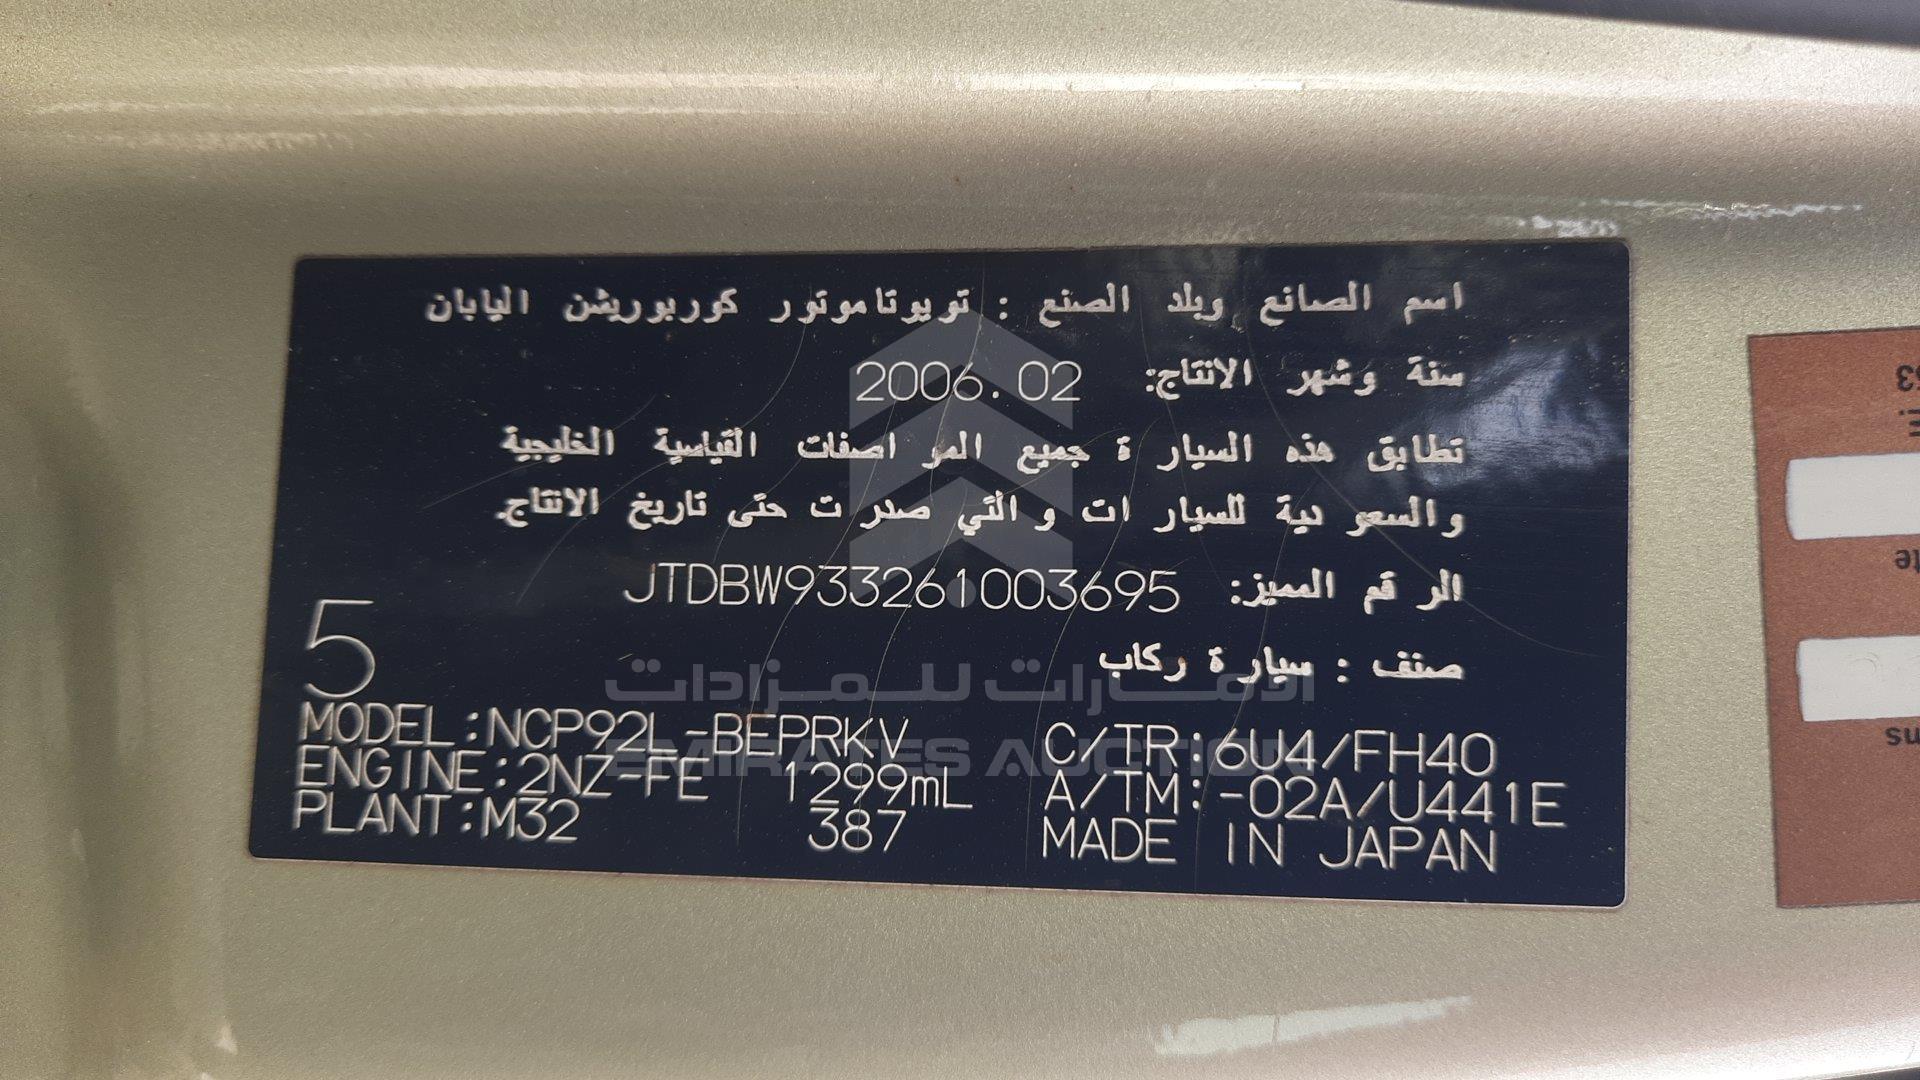 اسم الصانع وبلد الصنع : تويوتا موتور كوربوريشن اليابان
سنة وشهر الانتاج: 2006.02
تطابق هذه السيارة جميع المواصفات القياسية الخليجية
والسعودية للسيارات والتي صدرت حتى تاريخ الانتاج.
الرقم المميز: JTDBW933261003695
صنف : سيارة ركاب
5
الامارات للمزادات
EMIRATES AUCTION
MODEL:NCP92L-BEPRKV C/TR:6U4/FH40
ENGINE:2NZ-FE 1299mL A/TM:-02A/U441E
PLANT:M32 387 MADE IN JAPAN